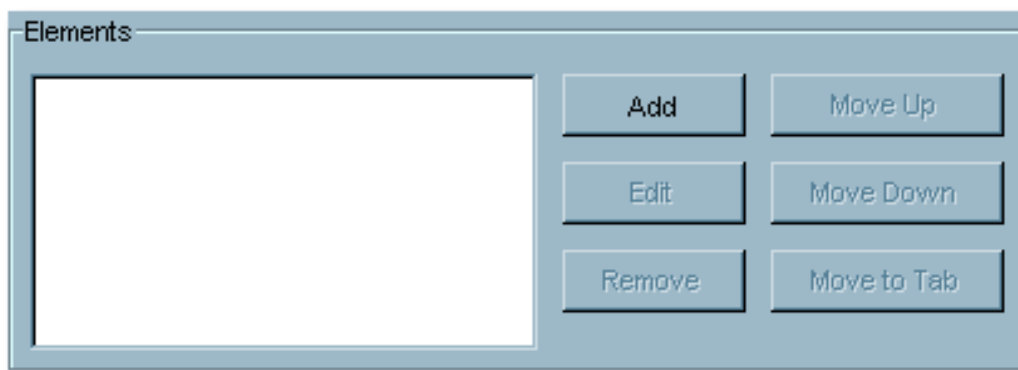 Elements
Add
Move Up
Edit
Move Down
Remove
Move to Tab